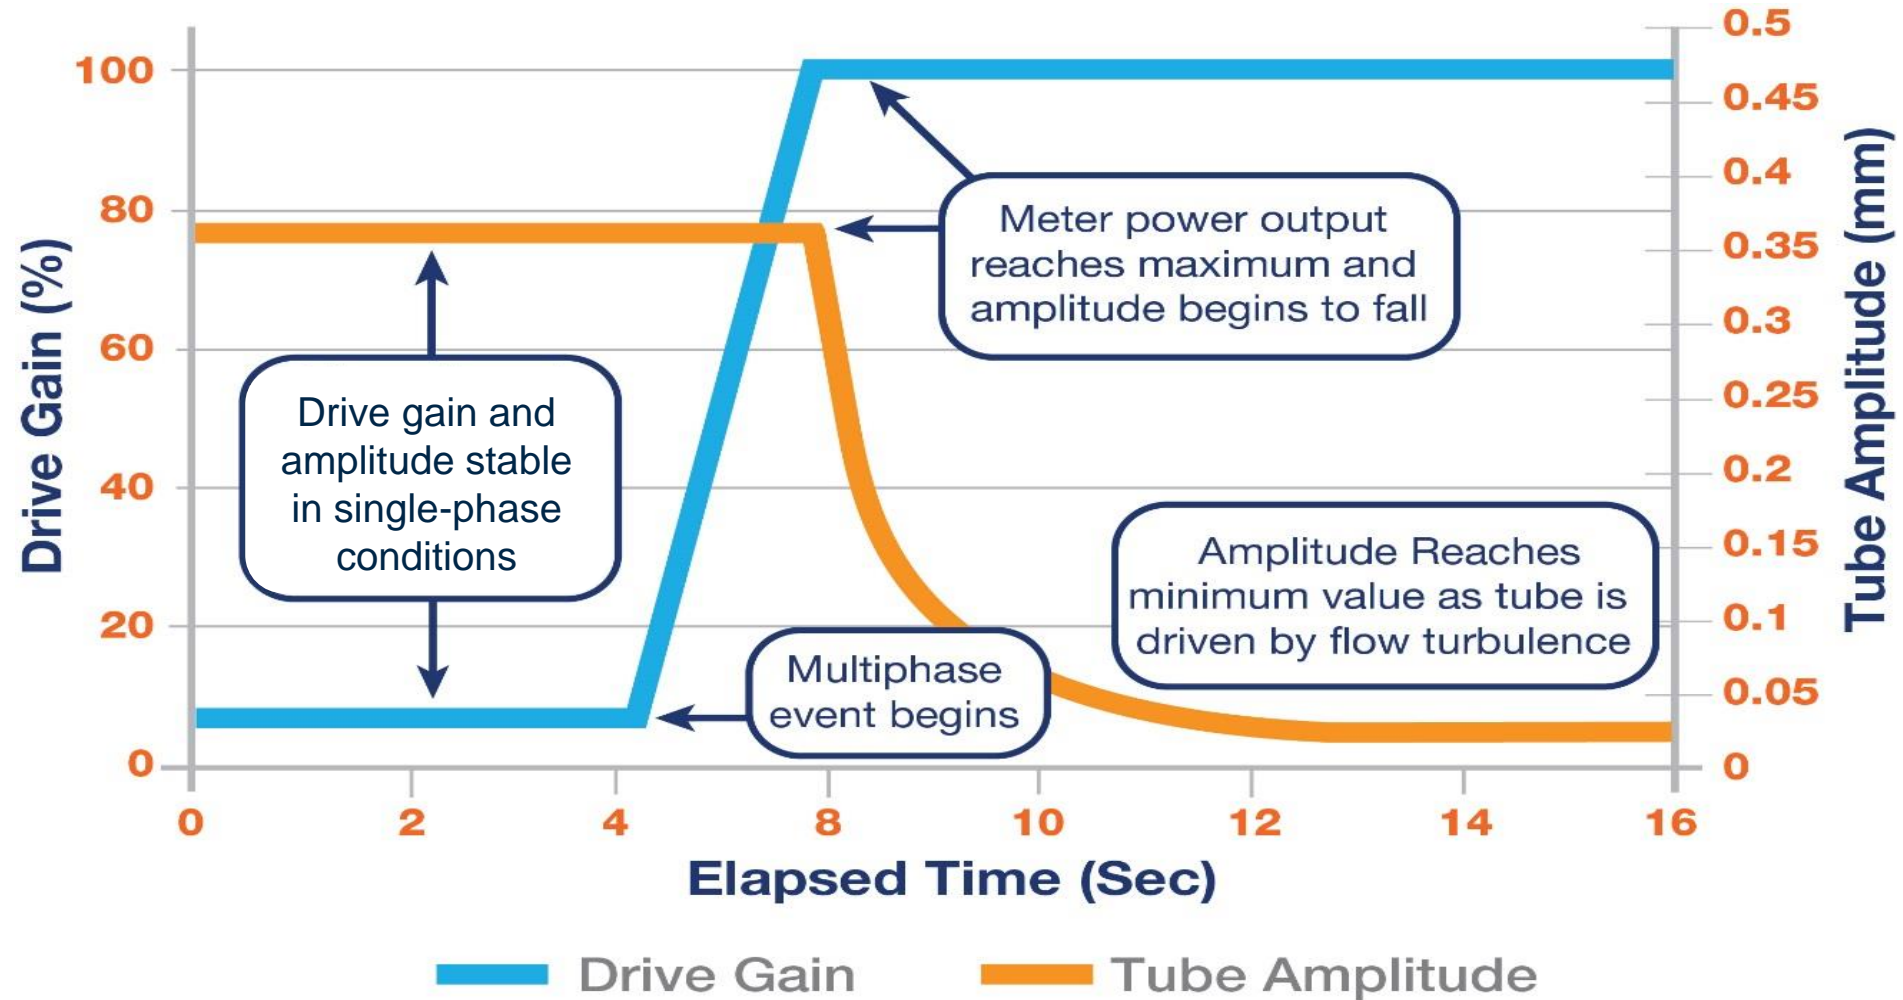 Drive Gain (%)
100
80
60
40
20
0
Drive gain and
amplitude stable
in single-phase
conditions
Meter power output
reaches maximum and
amplitude begins to fall
Multiphase
event begins
Amplitude Reaches
minimum value as tube is
driven by flow turbulence
0.5
0.45
0.4
0.35
0.3
0.25
0.2
0.15
0.1
0.05
0
Tube Amplitude (mm)
0 2 4 8 10 12 14 16
Elapsed Time (Sec)
Drive Gain Tube Amplitude